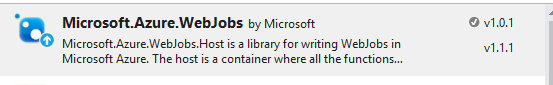 Microsoft.Azure.WebJobs by Microsoft v1.0.1
Microsoft.Azure.WebJobs.Host is a library for writing WebJobs in v1.1.1
Microsoft Azure. The host is a container where all the functions...